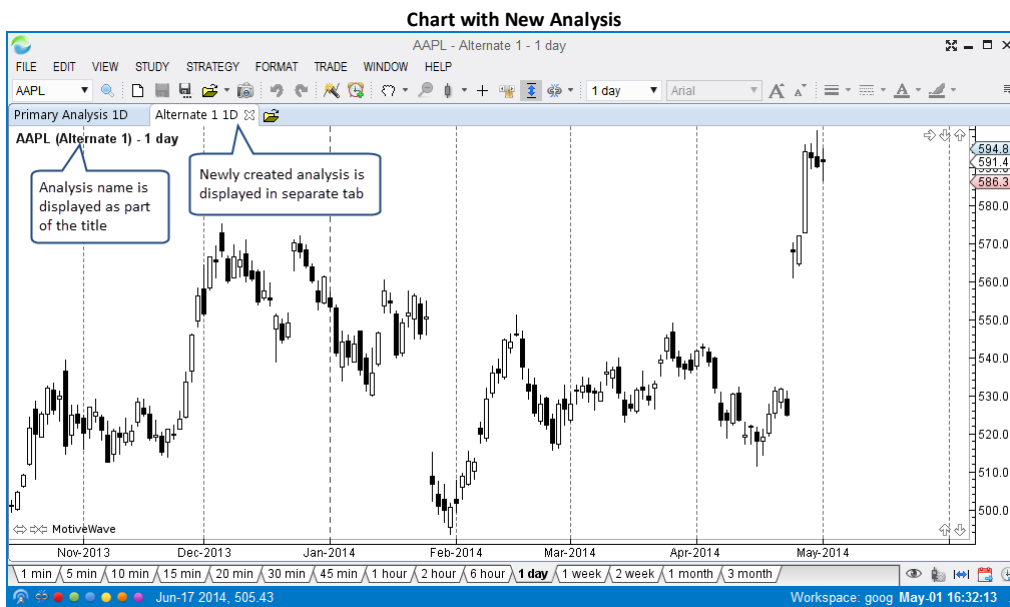 Chart with New Analysis
AAPL - Alternate 1 - 1 day
FILE EDIT VIEW STUDY STRATEGY FORMAT TRADE WINDOW HELP
AAPL 1 day Arial
Primary Analysis 1D Alternate 1 1D
AAPL (Alternate 1) - 1 day
Analysis name is
displayed as part
of the title
Newly created analysis is
displayed in separate tab
594.8
591.4
586.3
580.0
570.0
560.0
550.0
540.0
530.0
520.0
510.0
500.0
MotiveWave
Nov-2013 Dec-2013 Jan-2014 Feb-2014 Mar-2014 Apr-2014 May-2014
1 min 5 min 10 min 15 min 20 min 30 min 45 min 1 hour 2 hour 6 hour 1 day 1 week 2 week 1 month 3 month
Jun-17 2014, 505.43 Workspace: goog May-01 16:32:13